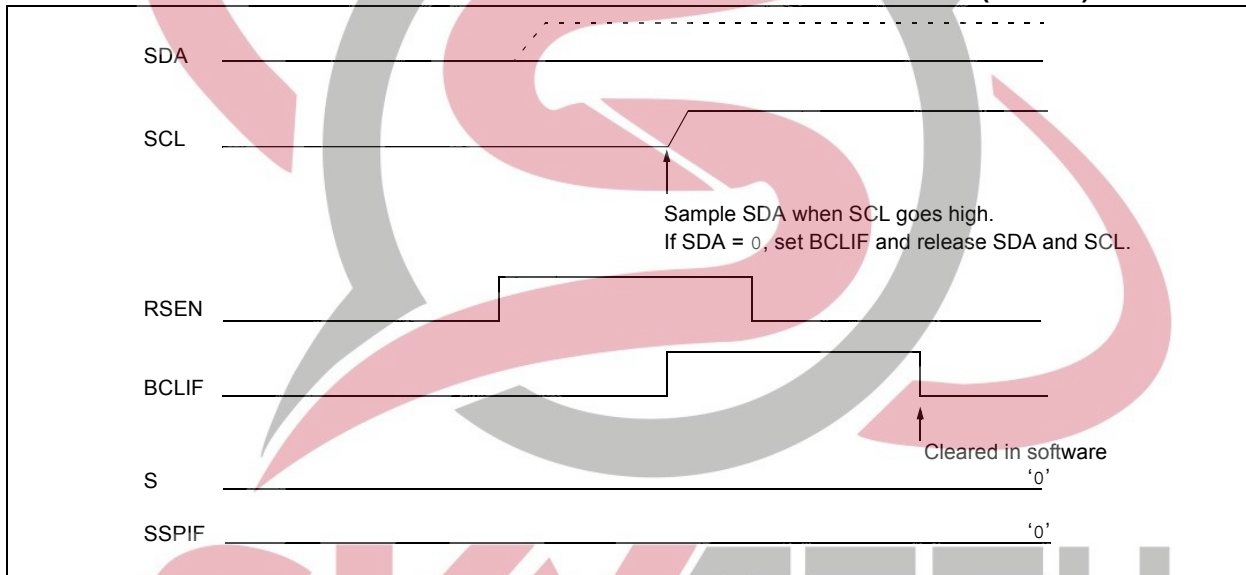 SDA
SCL
Sample SDA when SCL goes high.
If SDA = 0, set BCLIF and release SDA and SCL.
RSEN
BCLIF
Cleared in software
S ‘0’
SSPIF ‘0’